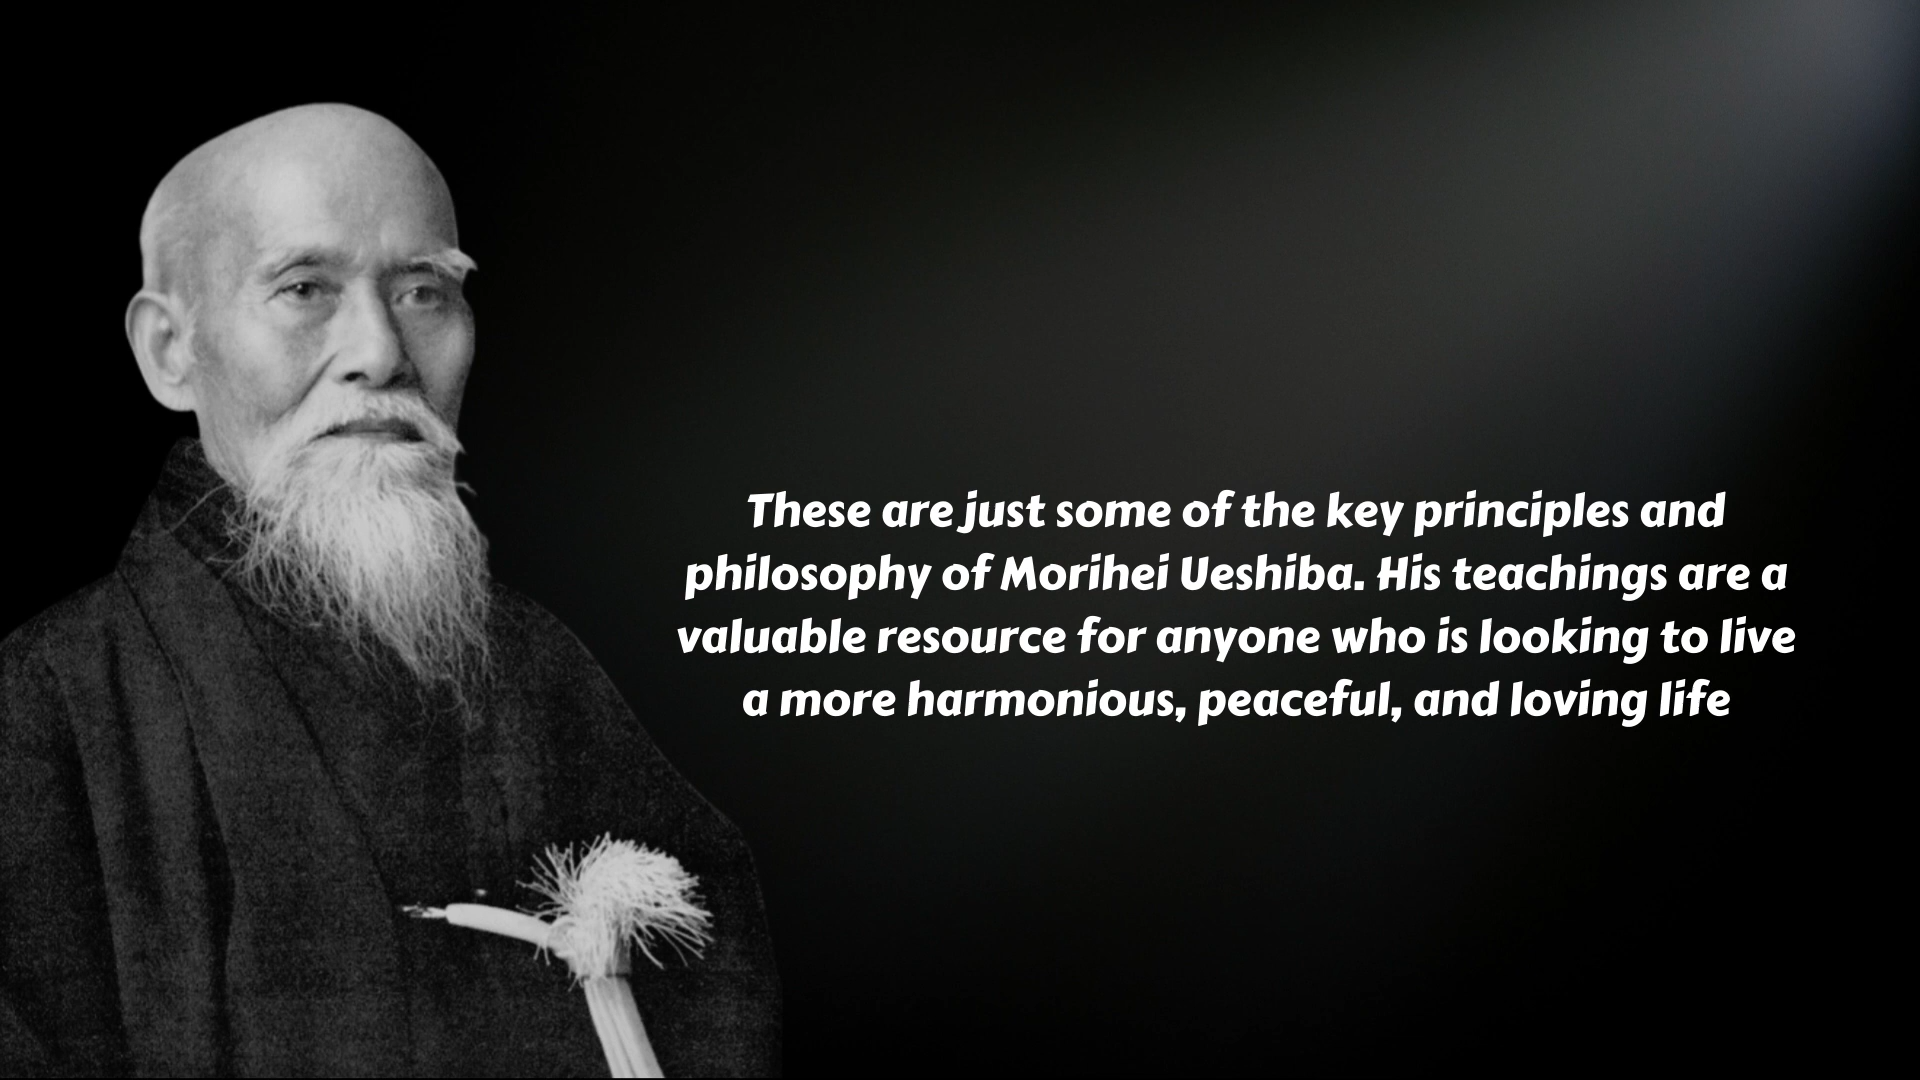 These are just some of the key principles and
philosophy of Morihei Ueshiba. His teachings are a
valuable resource for anyone who is looking to live
a more harmonious, peaceful, and loving life